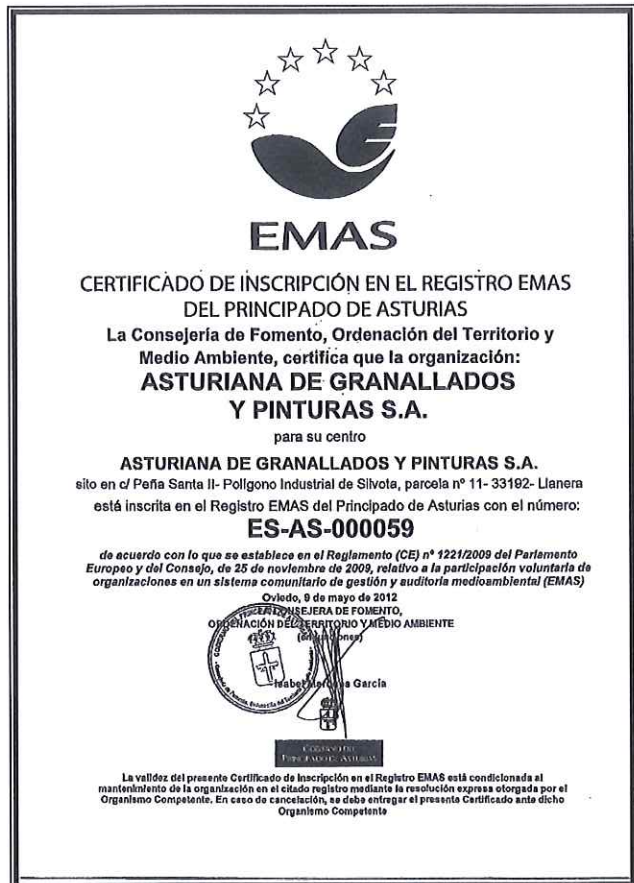 EMAS
CERTIFICADO DE INSCRIPCIÓN EN EL REGISTRO EMAS
DEL PRINCIPADO DE ASTURIAS
La Consejería de Fomento, Ordenación del Territorio y
Medio Ambiente, certifica que la organización:
ASTURIANA DE GRANALLADOS
Y PINTURAS S.A.
para su centro
ASTURIANA DE GRANALLADOS Y PINTURAS S.A.
sito en c/ Peña Santa II- Polígono Industrial de Silvota, parcela nº 11- 33192- Llanera
está inscrita en el Registro EMAS del Principado de Asturias con el número:
ES-AS-000059
de acuerdo con lo que se establece en el Reglamento (CE) nº 1221/2009 del Parlamento
Europeo y del Consejo, de 25 de noviembre de 2009, relativo a la participación voluntaria de
organizaciones en un sistema comunitario de gestión y auditoría medioambiental (EMAS)
Oviedo, 9 de mayo de 2012
CONSEJERA DE FOMENTO,
ORDENACIÓN DEL TERRITORIO Y MEDIO AMBIENTE
(en funciones)
Isabel García
GOBIERNO DEL
PRINCIPADO DE ASTURIAS
La validez del presente Certificado de Inscripción en el Registro EMAS está condicionada al
mantenimiento de la organización en el citado registro mediante la resolución expresa otorgada por el
Organismo Competente. En caso de cancelación, se debe entregar el presente Certificado ante dicho
Organismo Competente